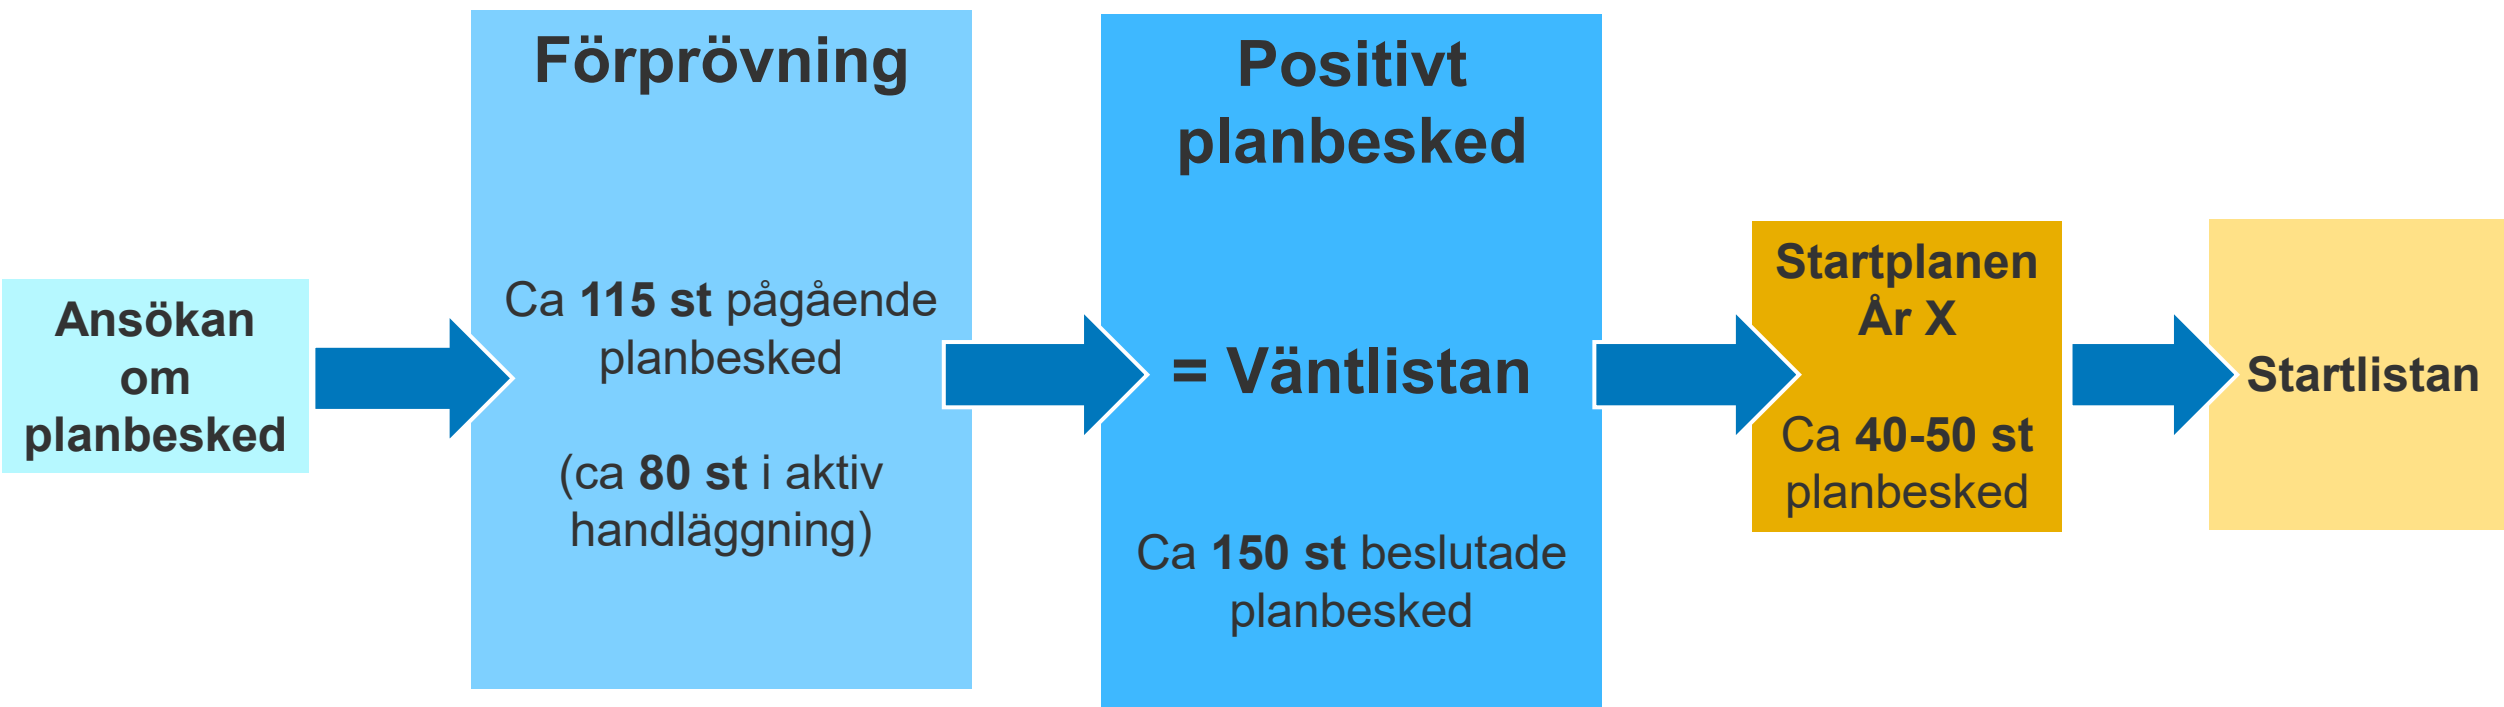 Ansökan
om
planbesked
Förprövning
Ca 115 st pågående
planbesked
(ca 80 st i aktiv
handläggning)
Positivt
planbesked
= Väntlistan
Ca 150 st beslutade
planbesked
Startplanen
År X
Ca 40-50 st
planbesked
Startlistan